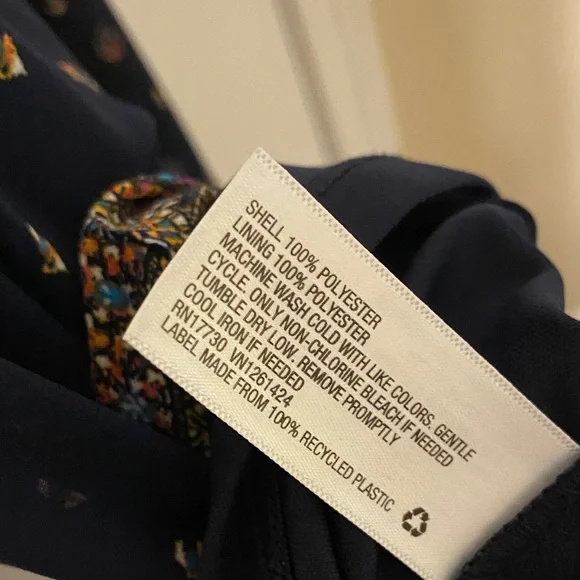 SHELL 100% POLYESTER
LINING 100% POLYESTER
MACHINE WASH COLD WITH LIKE COLORS, GENTLE
CYCLE. ONLY NON-CHLORINE BLEACH IF NEEDED
TUMBLE DRY LOW. REMOVE PROMPTLY
COOL IRON IF NEEDED
RN17730 VN1261424
LABEL MADE FROM 100% RECYCLED PLASTIC